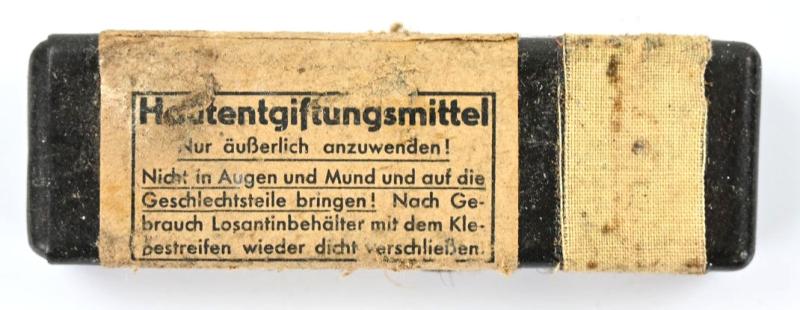 Hautentgiftungsmittel
Nur äußerlich anzuwenden!
Nicht in Augen und Mund und auf die
Geschlechtsteile bringen! Nach Ge-
brauch Losantinbehälter mit dem Kle-
bestreifen wieder dicht verschließen.